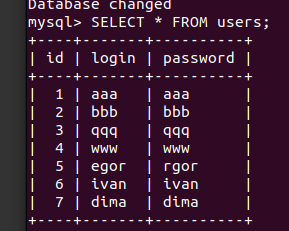 Database changed
mysql> SELECT * FROM users;
+----+-------+----------+
| id | login | password |
+----+-------+----------+
|  1 | aaa   | aaa      |
|  2 | bbb   | bbb      |
|  3 | qqq   | qqq      |
|  4 | www   | www      |
|  5 | egor  | rgor     |
|  6 | ivan  | ivan     |
|  7 | dima  | dima     |
+----+-------+----------+